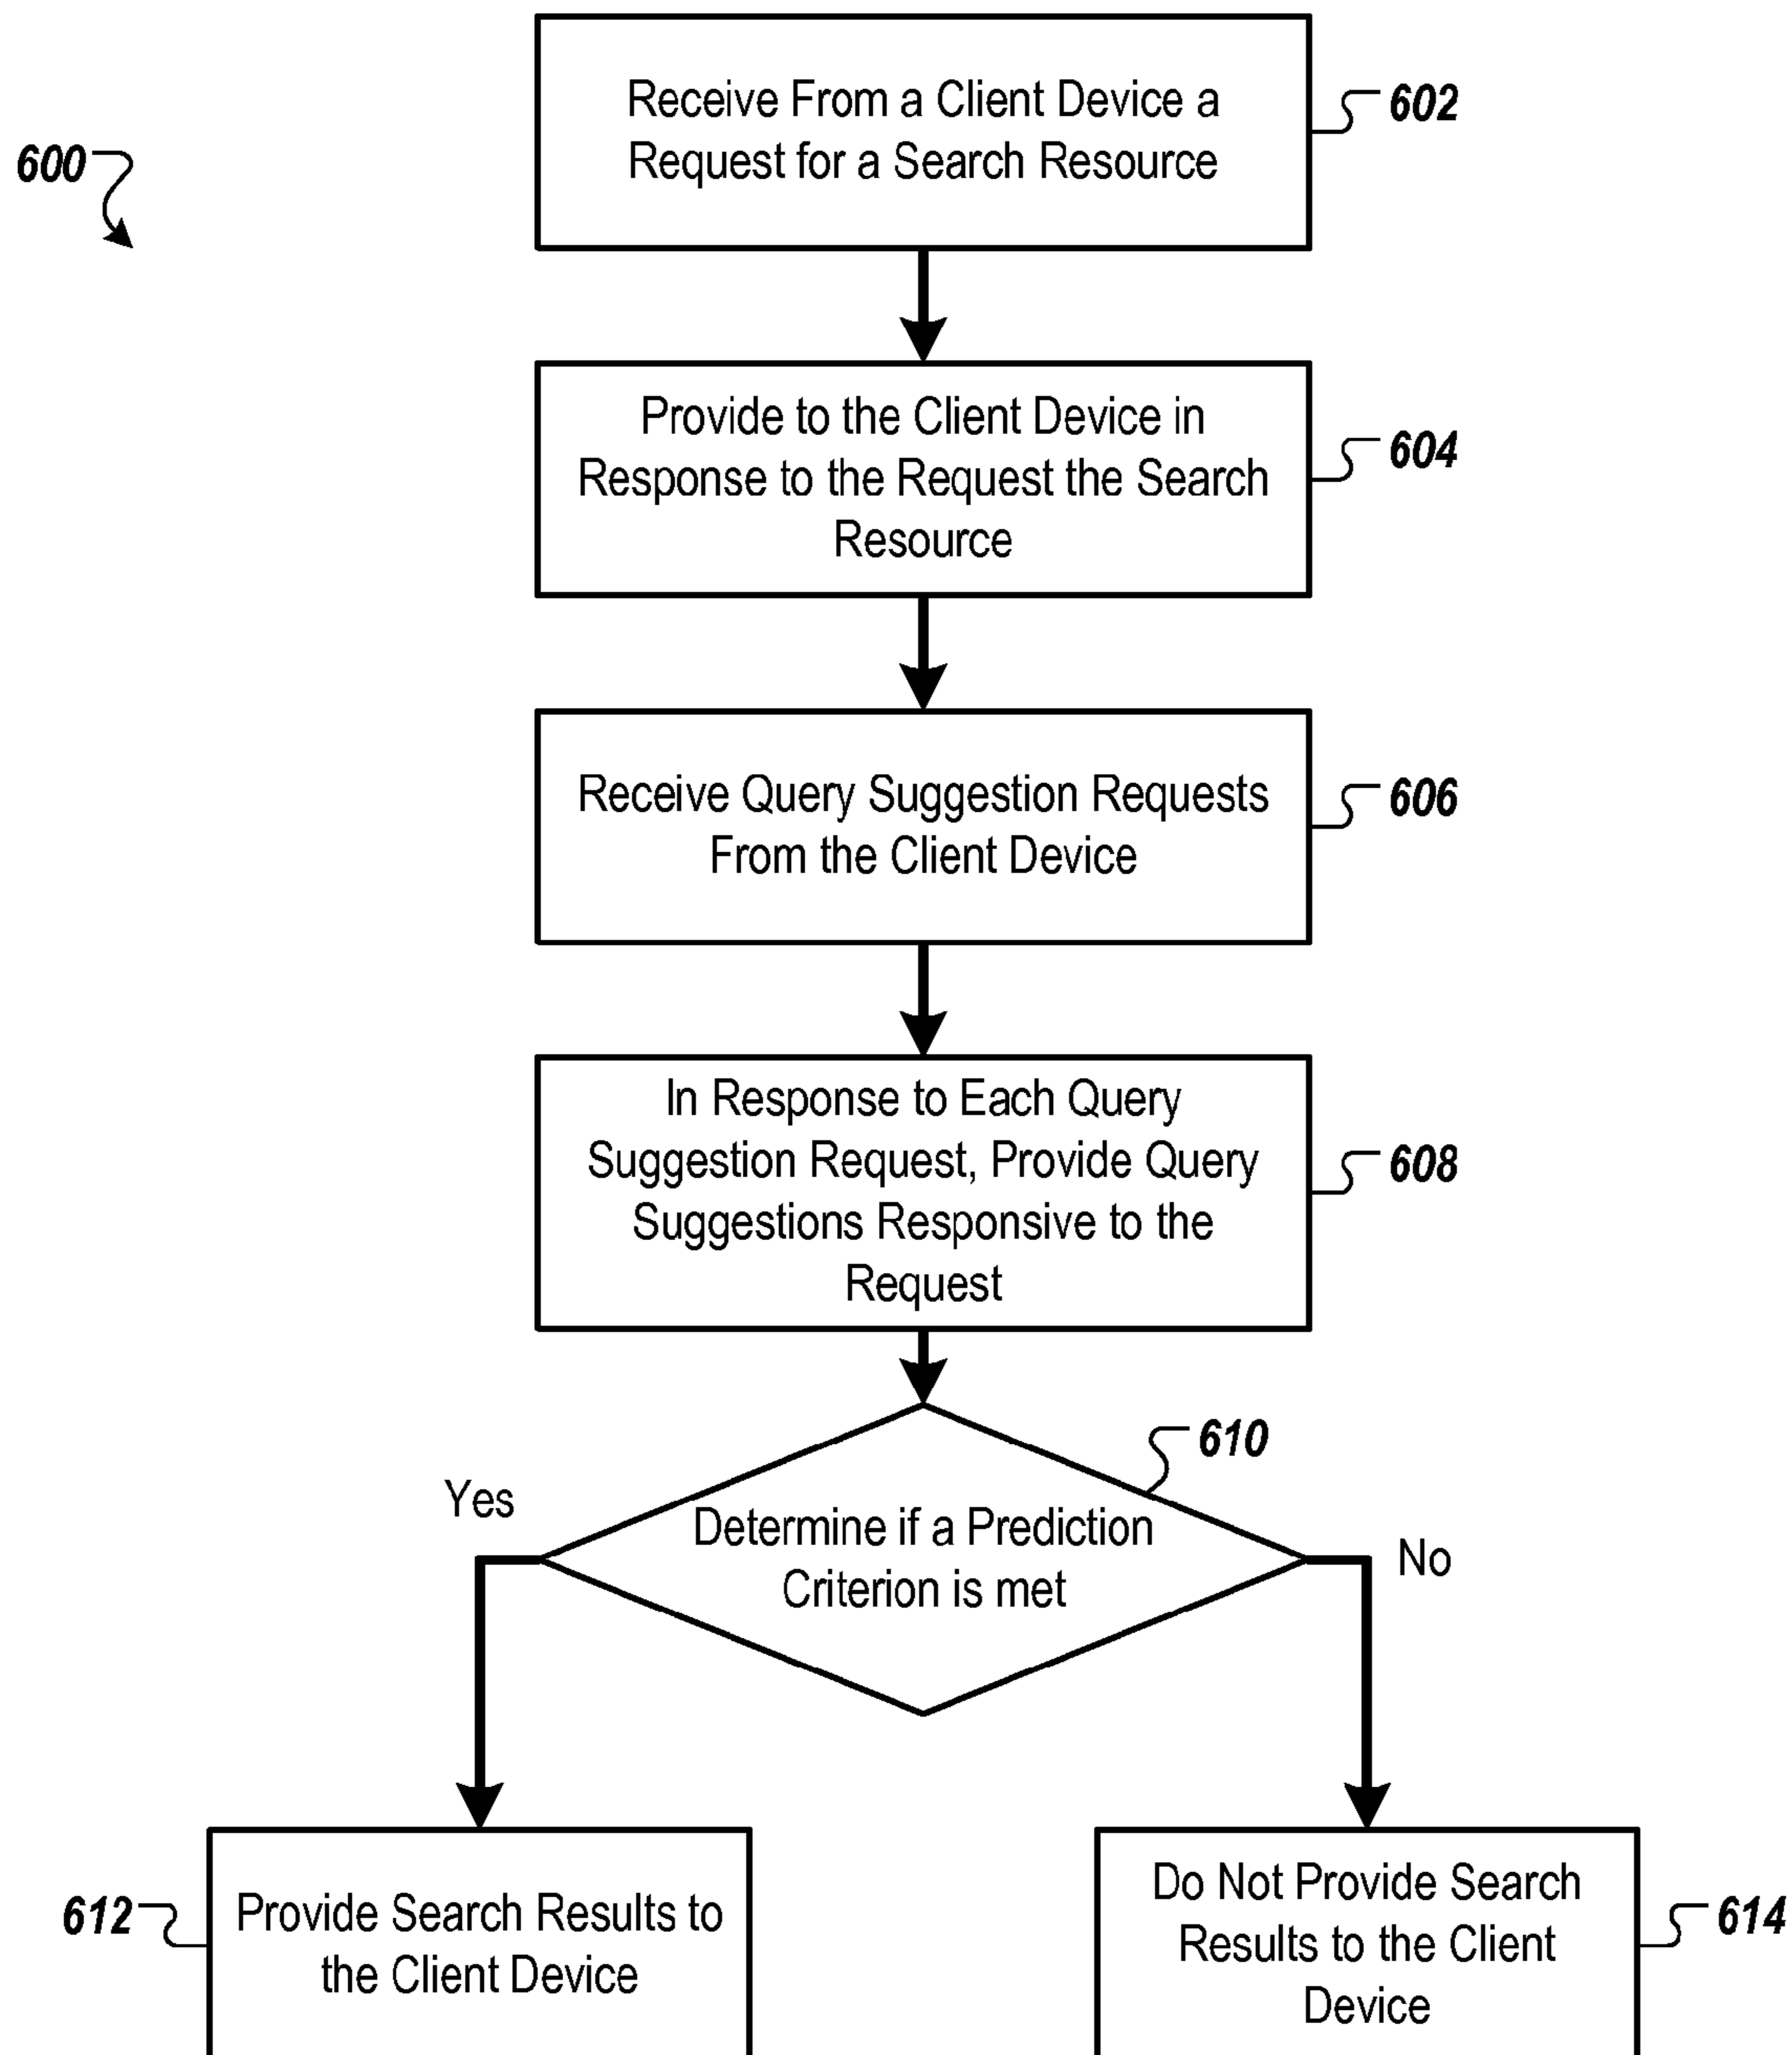 600
Receive From a Client Device a
Request for a Search Resource
602
Provide to the Client Device in
Response to the Request the Search
Resource
604
Receive Query Suggestion Requests
From the Client Device
606
In Response to Each Query
Suggestion Request, Provide Query
Suggestions Responsive to the
Request
608
610
Yes
Determine if a Prediction
Criterion is met
No
612
Provide Search Results to
the Client Device
Do Not Provide Search
Results to the Client
Device
614